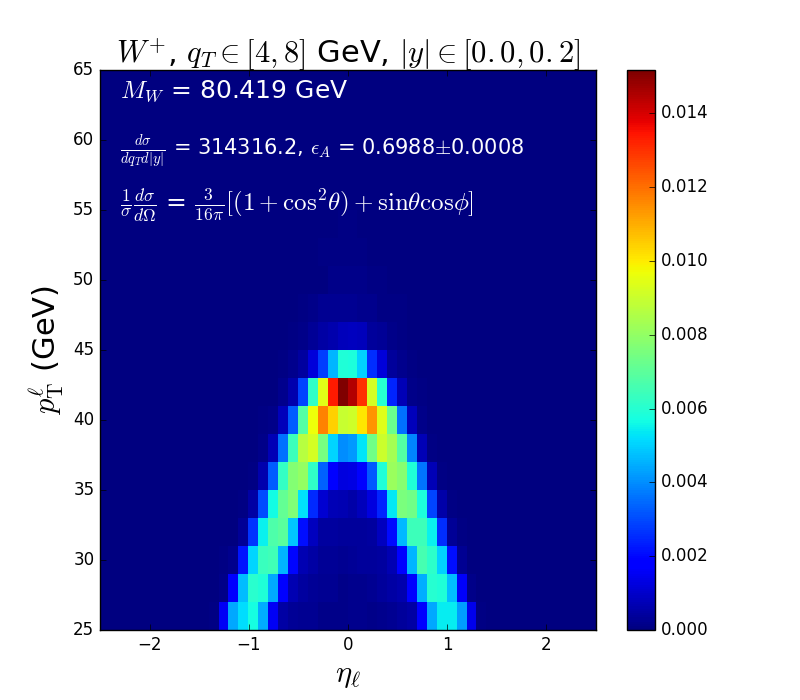 W⁺, q_T ∈ [4, 8] GeV, |y| ∈ [0.0, 0.2]
M_W = 80.419 GeV
dσ/dq_Td|y| = 314316.2, ϵ_A = 0.6988±0.0008
1/σ dσ/dΩ = 3/16π [(1 + cos²θ) + sinθcosϕ]
65
60
55
50
45
40
35
30
25
p_T^ℓ (GeV)
−2 −1 0 1 2
η_ℓ
0.014
0.012
0.010
0.008
0.006
0.004
0.002
0.000